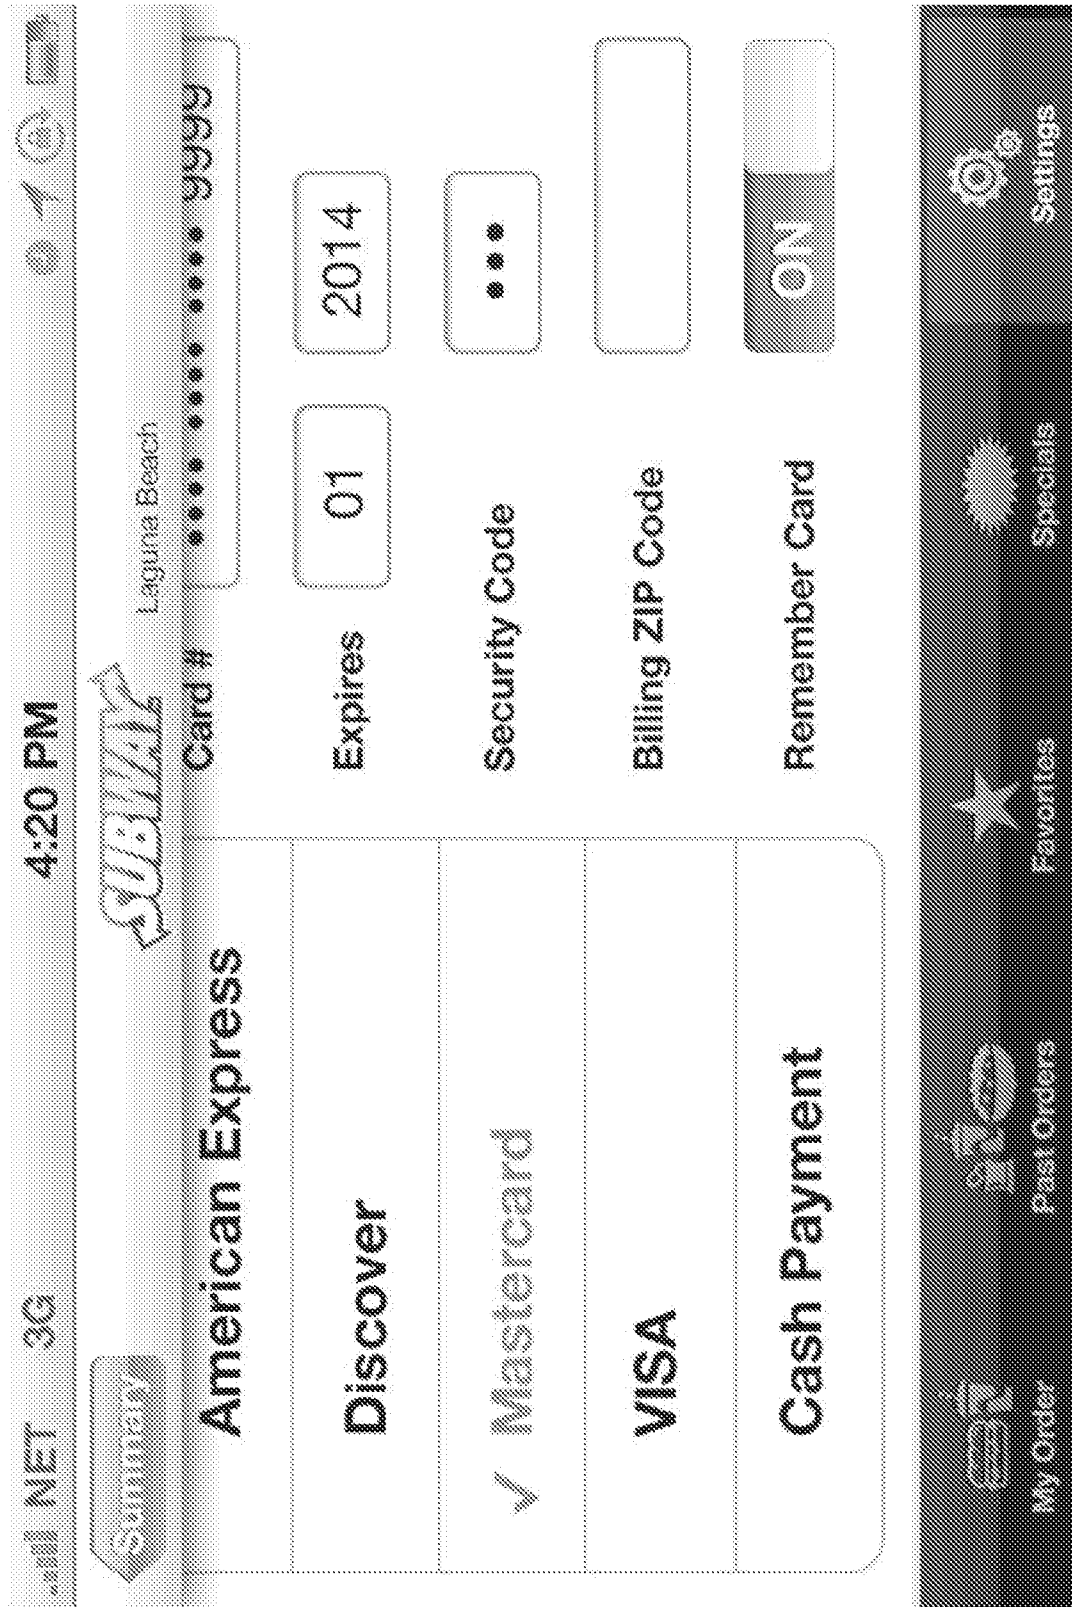 NET 3G 4:20 PM
Summary
SUBWAY
Laguna Beach
American Express
Discover
✓ Mastercard
VISA
Cash Payment
Card # •••• •••• •••• 9999
Expires 01 2014
Security Code •••
Billing ZIP Code
Remember Card ON
My Order
Past Orders
Favorites
Specials
Settings